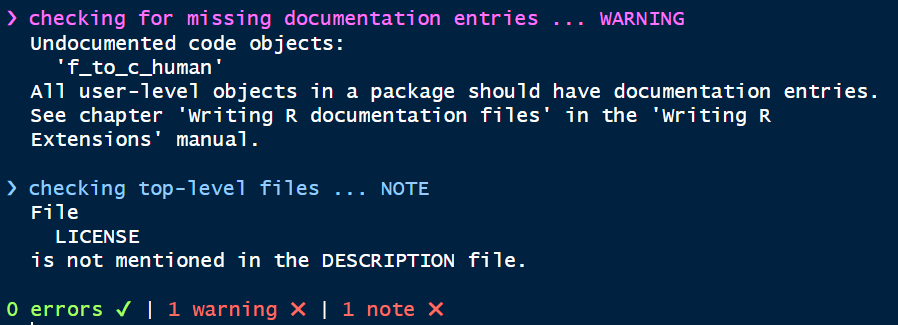 ❯ checking for missing documentation entries ... WARNING
Undocumented code objects:
'f_to_c_human'
All user-level objects in a package should have documentation entries.
See chapter 'Writing R documentation files' in the 'Writing R
Extensions' manual.
❯ checking top-level files ... NOTE
File
LICENSE
is not mentioned in the DESCRIPTION file.
0 errors ✔ | 1 warning ✖ | 1 note ✖